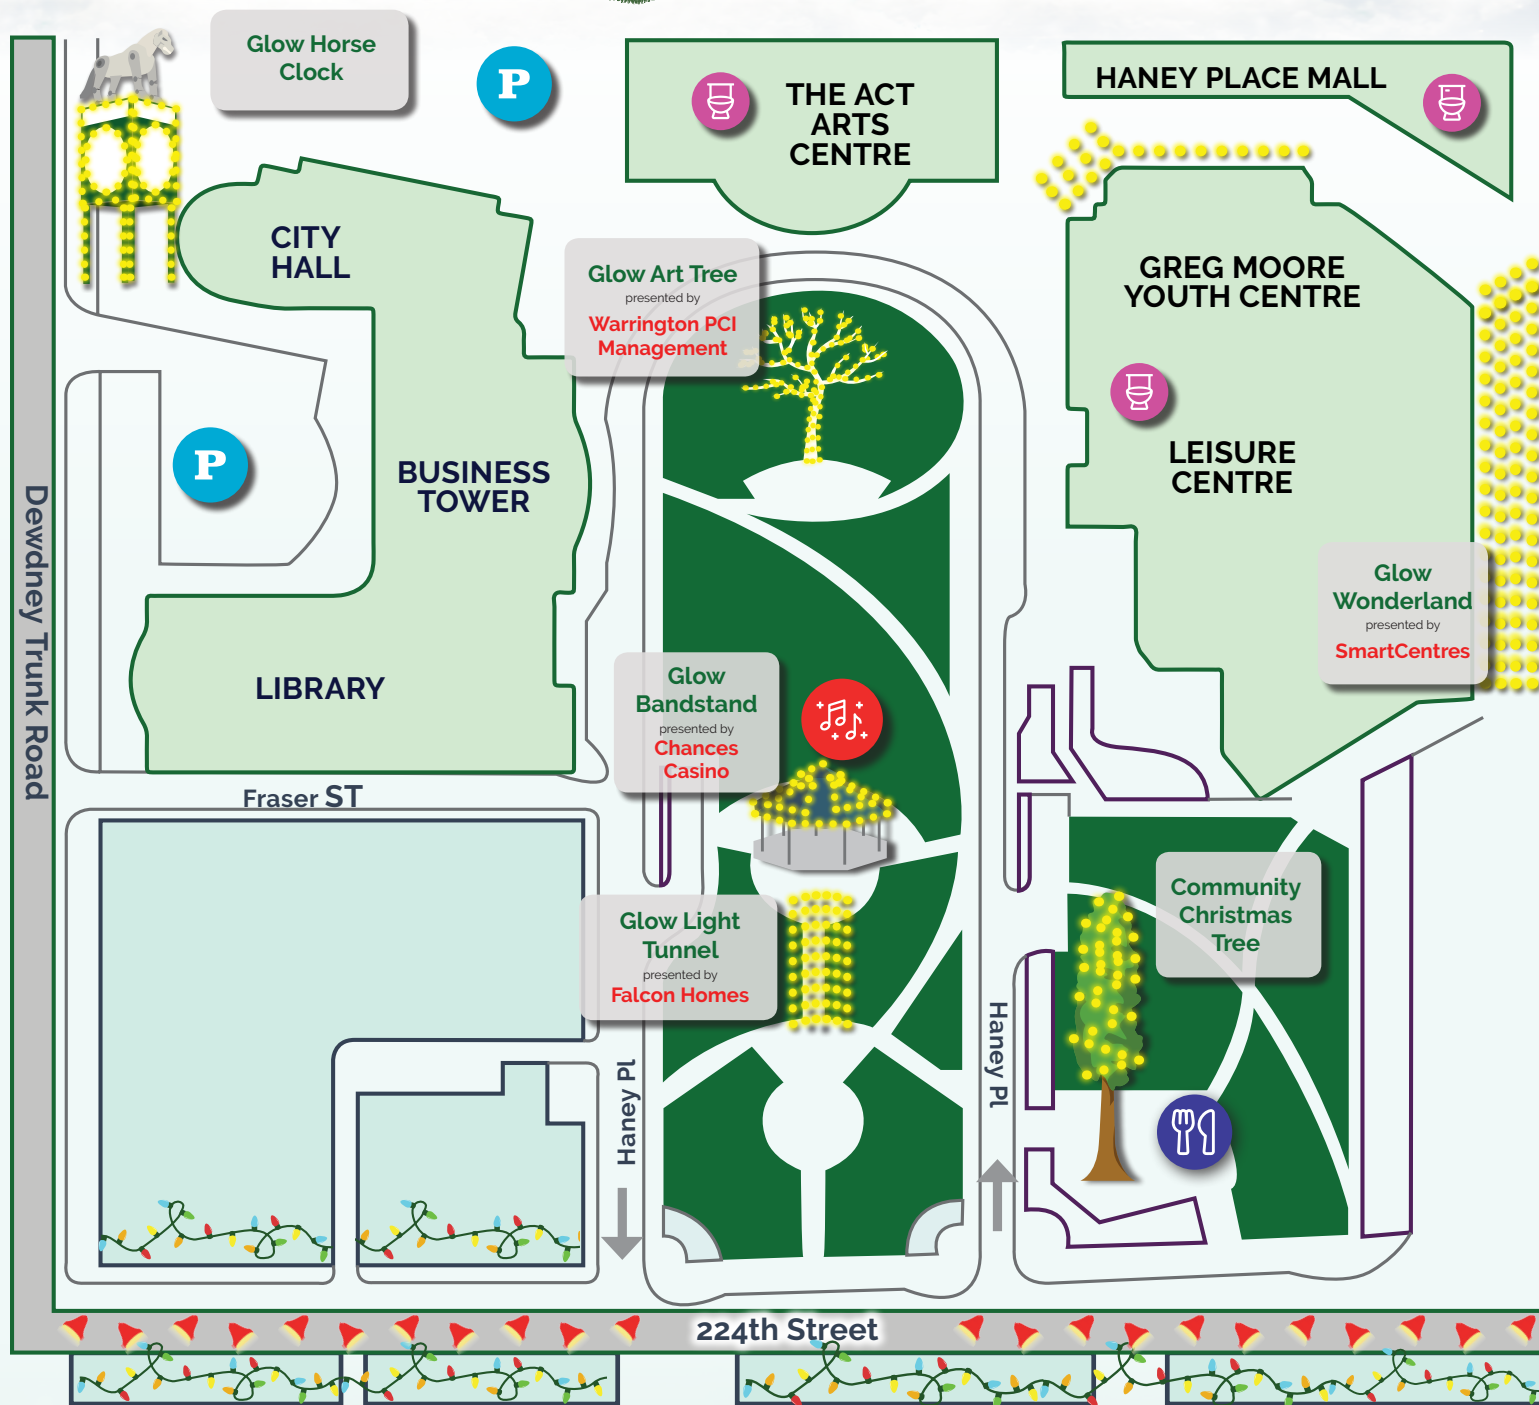 Glow Horse
Clock
P
THE ACT
ARTS
CENTRE
HANEY PLACE MALL
CITY
HALL
Glow Art Tree
presented by
Warrington PCI
Management
GREG MOORE
YOUTH CENTRE
P
BUSINESS
TOWER
LEISURE
CENTRE
Dewdney Trunk Road
Glow
Wonderland
presented by
SmartCentres
LIBRARY
Glow
Bandstand
presented by
Chances
Casino
Fraser ST
Glow Light
Tunnel
presented by
Falcon Homes
Community
Christmas
Tree
Haney Pl
Haney Pl
224th Street